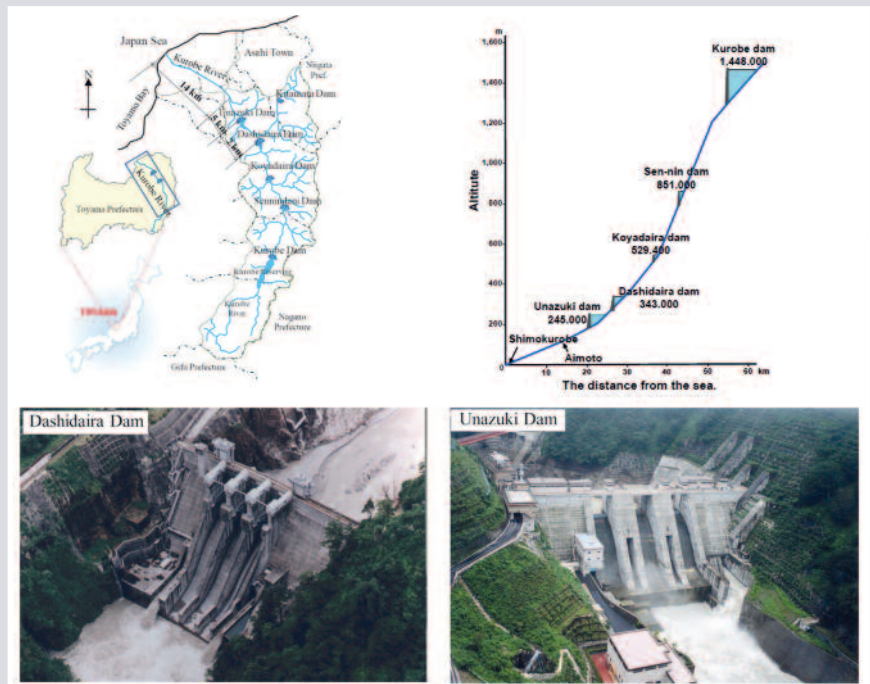 Japan Sea
Asahi Town
Niigata
Pref.
Kurobe River
N
Toyama Bay
14 km
5 km
Kitamata Dam
Unazuki Dam
Dashidaira Dam
Koyadaira Dam
Sennindani Dam
Kurobe Dam
Kurobe
River
Nagano
Prefecture
Gifu Prefecture
Kurobe River
Toyama Prefecture
m
1,600
1,400
1,200
1,000
800
600
400
200
0
Altitute
Kurobe dam
1,448.000
Sen-nin dam
851.000
Koyadaira dam
529.400
Dashidaira dam
343.000
Unazuki dam
245.000
Shimokurobe
Aimoto
10 20 30 40 50 60 km
The distance from the sea.
Dashidaira Dam
Unazuki Dam